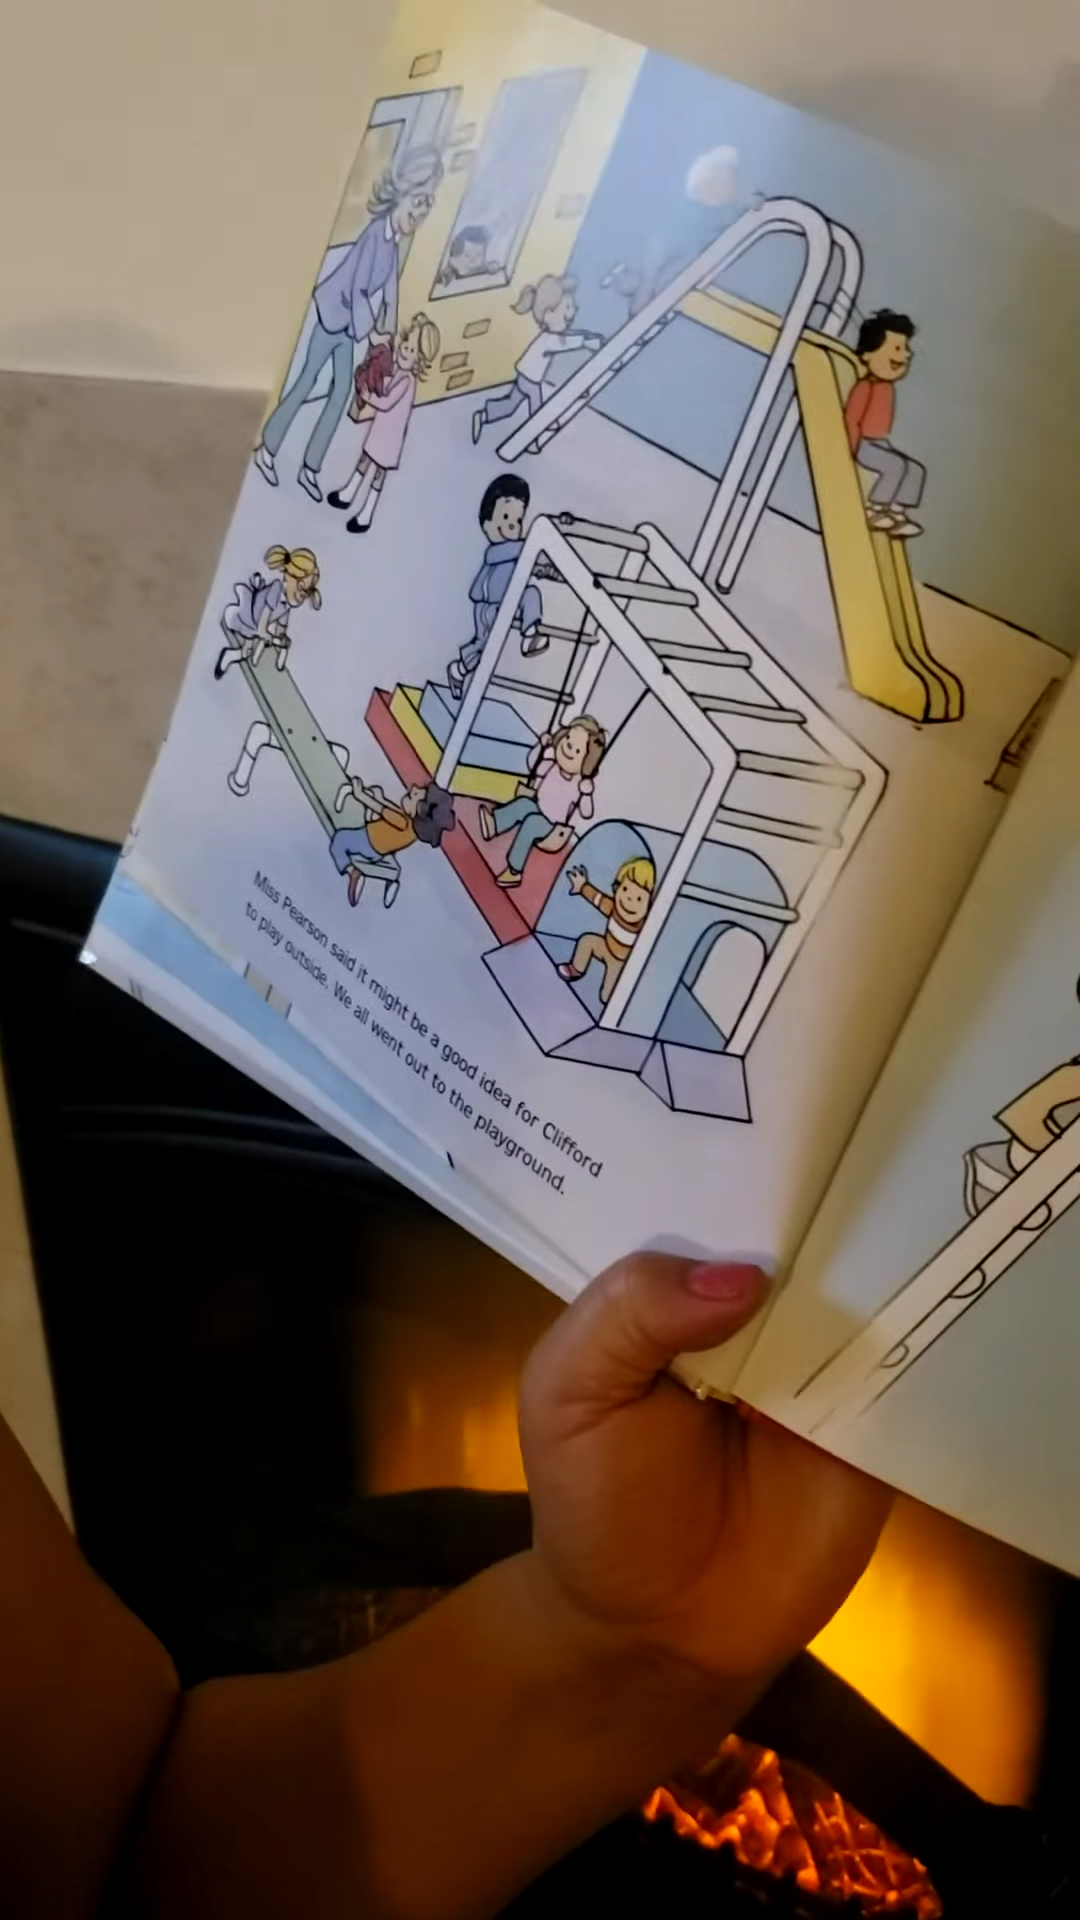 Miss Pearson said it might be a good idea for Clifford
to play outside. We all went out to the playground.